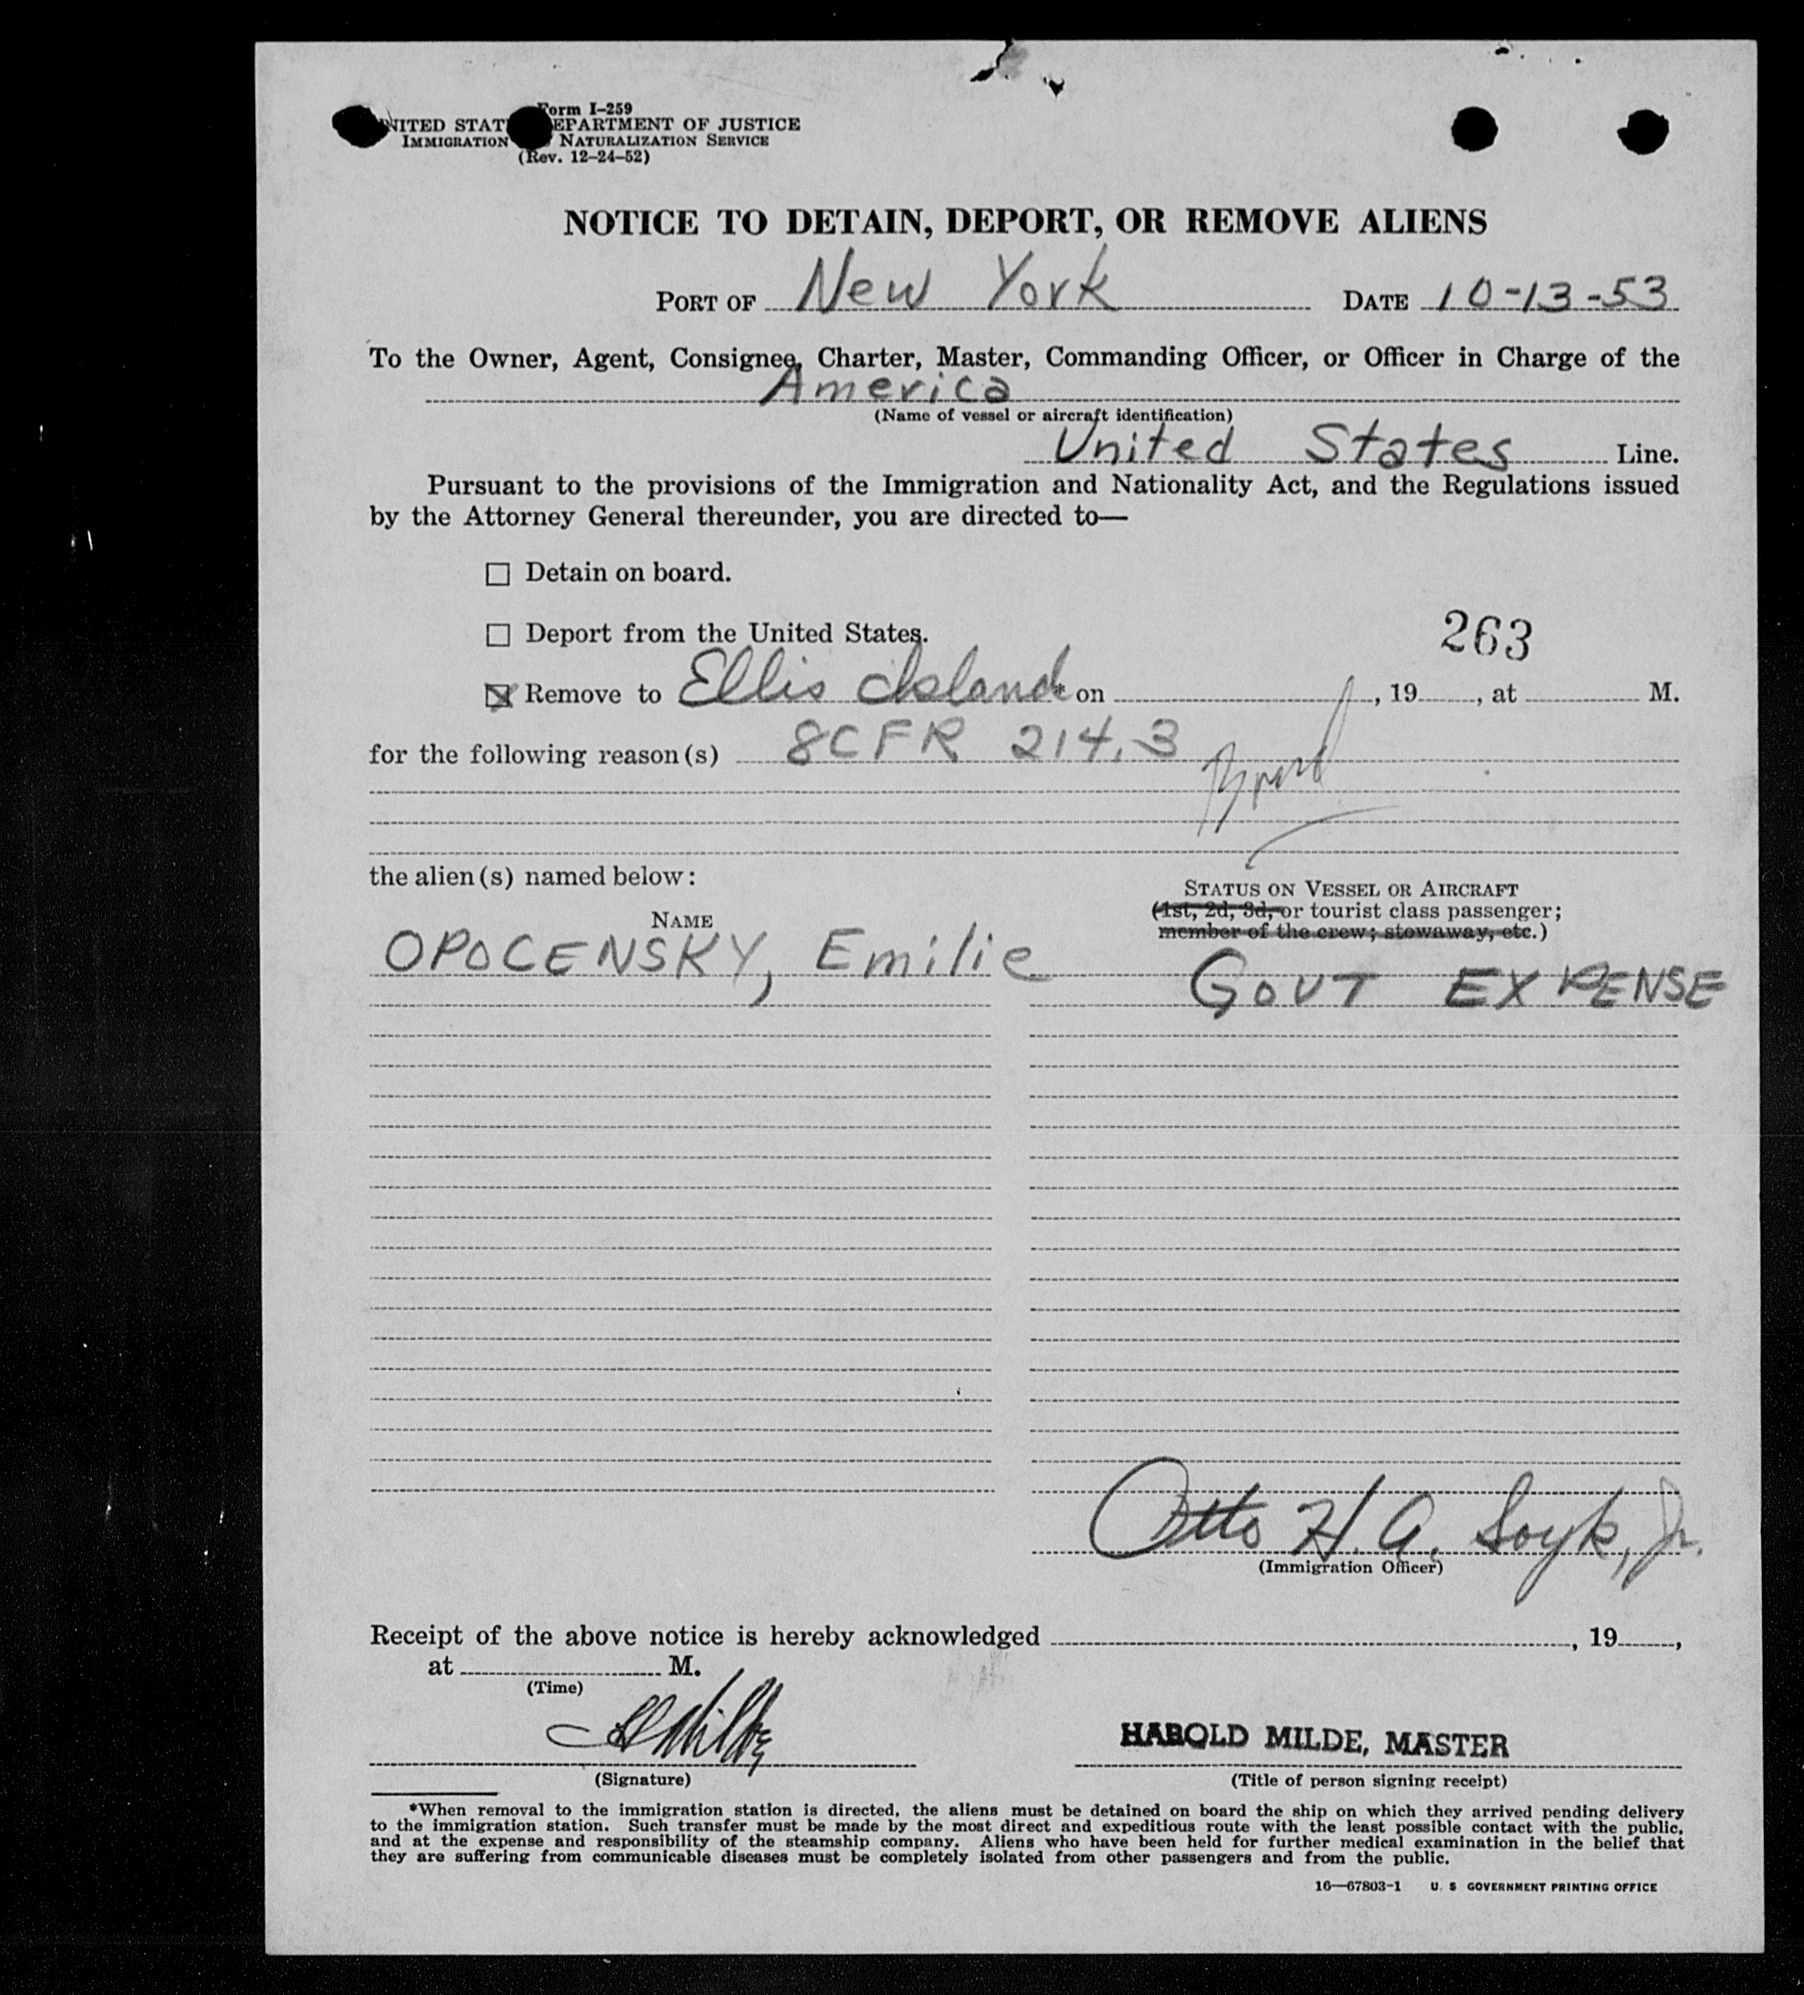 Form I-259
UNITED STAT EPARTMENT OF JUSTICE
IMMIGRATION NATURALIZATION SERVICE
(Rev. 12-24-52)
NOTICE TO DETAIN, DEPORT, OR REMOVE ALIENS
PORT OF New York DATE 10-13-53
To the Owner, Agent, Consignee, Charter, Master, Commanding Officer, or Officer in Charge of the
America
(Name of vessel or aircraft identification)
United States Line.
Pursuant to the provisions of the Immigration and Nationality Act, and the Regulations issued
by the Attorney General thereunder, you are directed to—
☐ Detain on board.
☐ Deport from the United States.
263
☒ Remove to Ellis Island* on , 19 , at M.
for the following reason(s) 8CFR 214.3
the alien(s) named below:
NAME
STATUS ON VESSEL OR AIRCRAFT
(1st, 2d, 3d, or tourist class passenger;
member of the crew; stowaway, etc.)
OPOCENSKY, Emilie
GOVT EXPENSE
Otto H. A. Soyk, Jr.
(Immigration Officer)
Receipt of the above notice is hereby acknowledged , 19 ,
at M.
(Time)
H Milde
HAROLD MILDE, MASTER
(Signature)
(Title of person signing receipt)
*When removal to the immigration station is directed, the aliens must be detained on board the ship on which they arrived pending delivery
to the immigration station. Such transfer must be made by the most direct and expeditious route with the least possible contact with the public,
and at the expense and responsibility of the steamship company. Aliens who have been held for further medical examination in the belief that
they are suffering from communicable diseases must be completely isolated from other passengers and from the public.
16—67803-1 U. S GOVERNMENT PRINTING OFFICE